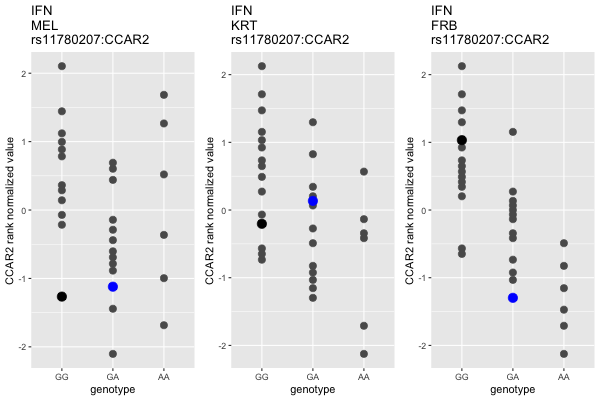 IFN
MEL
rs11780207:CCAR2
CCAR2 rank normalized value
2
1
0
-1
-2
GG
GA
AA
genotype
IFN
KRT
rs11780207:CCAR2
CCAR2 rank normalized value
2
1
0
-1
-2
GG
GA
AA
genotype
IFN
FRB
rs11780207:CCAR2
CCAR2 rank normalized value
2
1
0
-1
-2
GG
GA
AA
genotype